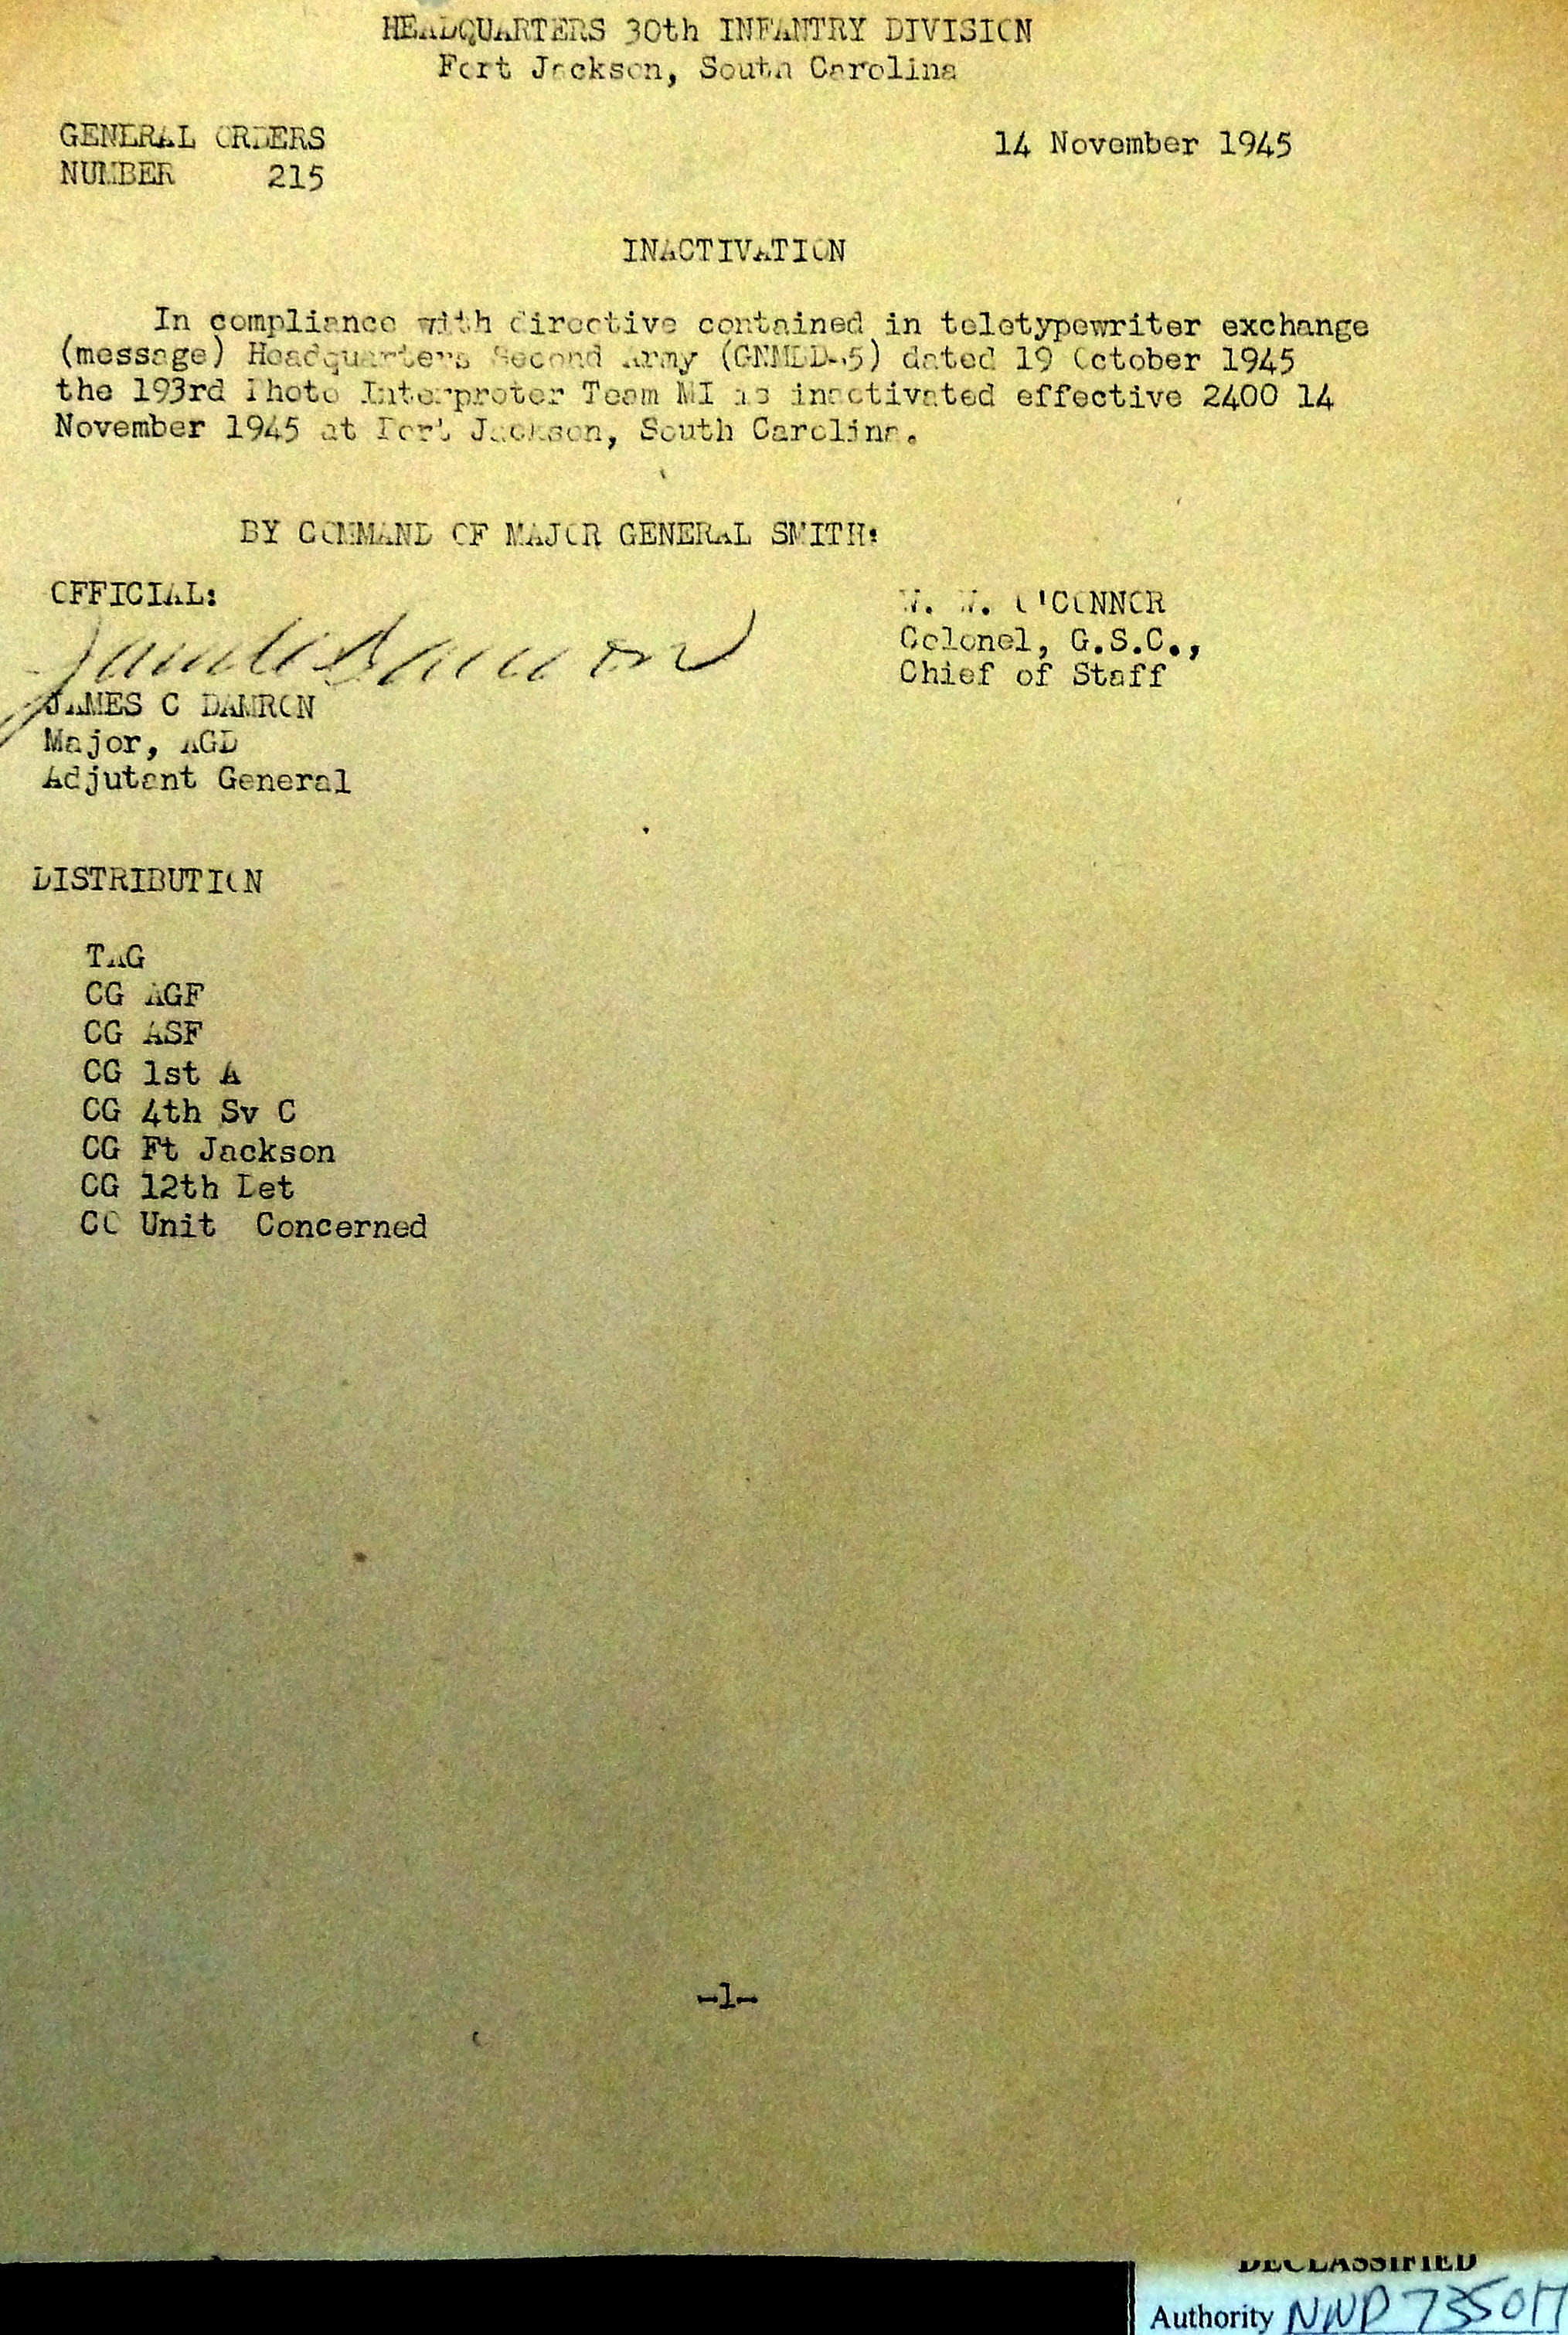 HEADQUARTERS 30th INFANTRY DIVISION
Fort Jackson, South Carolina
GENERAL ORDERS
NUMBER 215
14 November 1945
INACTIVATION
In compliance with directive contained in teletypewriter exchange
(message) Headquarters Second Army (GNMDD-5) dated 19 October 1945
the 193rd Photo Interpreter Team MI is inactivated effective 2400 14
November 1945 at Fort Jackson, South Carolina.
BY COMMAND OF MAJOR GENERAL SMITH:
OFFICIAL:
W. W. O'CONNOR
Colonel, G.S.C.,
Chief of Staff
James C Damron
JAMES C DAMRON
Major, AGD
Adjutant General
DISTRIBUTION
TAG
CG AGF
CG ASF
CG 1st A
CG 4th Sv C
CG Ft Jackson
CG 12th Det
CO Unit Concerned
-1-
DECLASSIFIED
Authority NND 735017